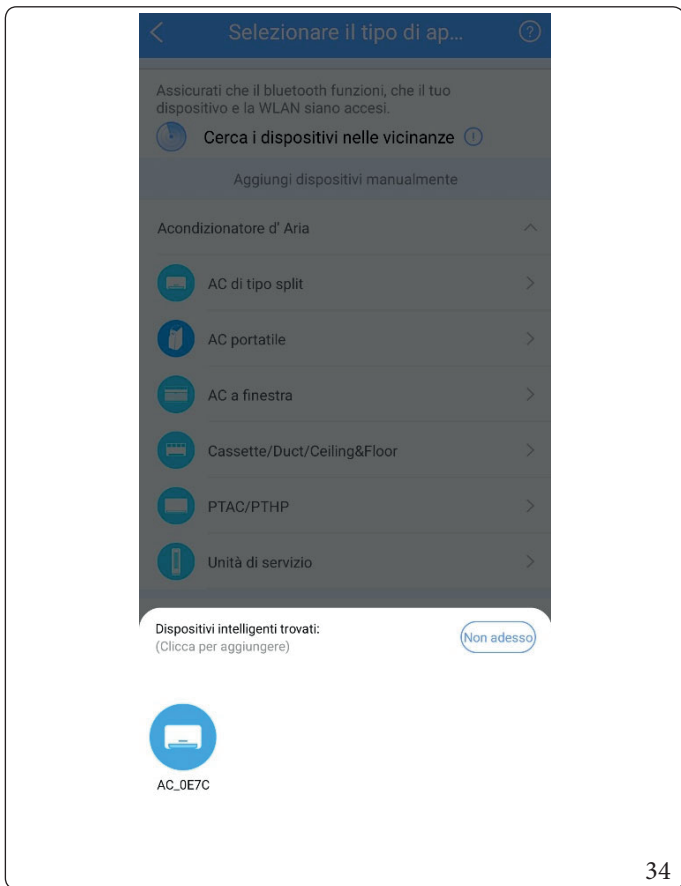 Selezionare il tipo di ap...
Assicurati che il bluetooth funzioni, che il tuo
dispositivo e la WLAN siano accesi.
Cerca i dispositivi nelle vicinanze
Aggiungi dispositivi manualmente
Acondizionatore d' Aria
AC di tipo split
AC portatile
AC a finestra
Cassette/Duct/Ceiling&Floor
PTAC/PTHP
Unità di servizio
Dispositivi intelligenti trovati:
(Clicca per aggiungere)
Non adesso
AC_0E7C
34